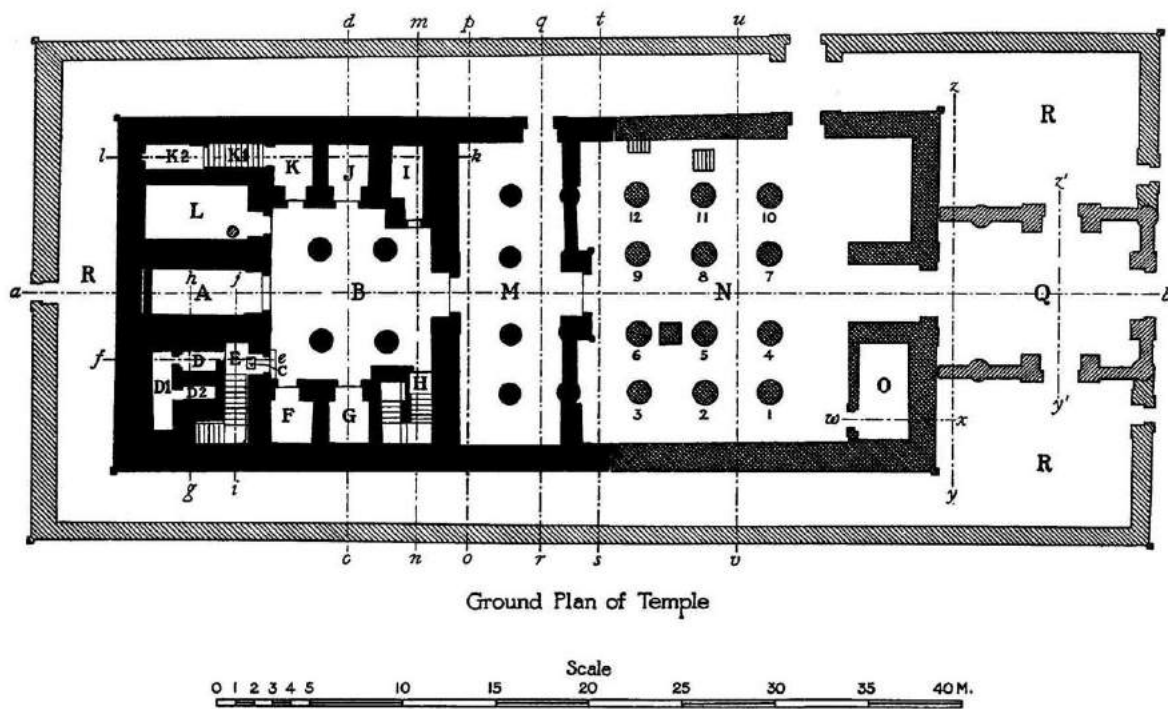 d m p q t u
z
R
l K2 K1 K J I k
z'
L 12 11 10
9 8 7
R h j
a A B M N Q b
6 5 4
f D E e
C
D1 D2 H O y'
F G 3 2 1 w x
R
g i y
c n o r s v
Ground Plan of Temple
Scale
0 1 2 3 4 5 10 15 20 25 30 35 40 M.